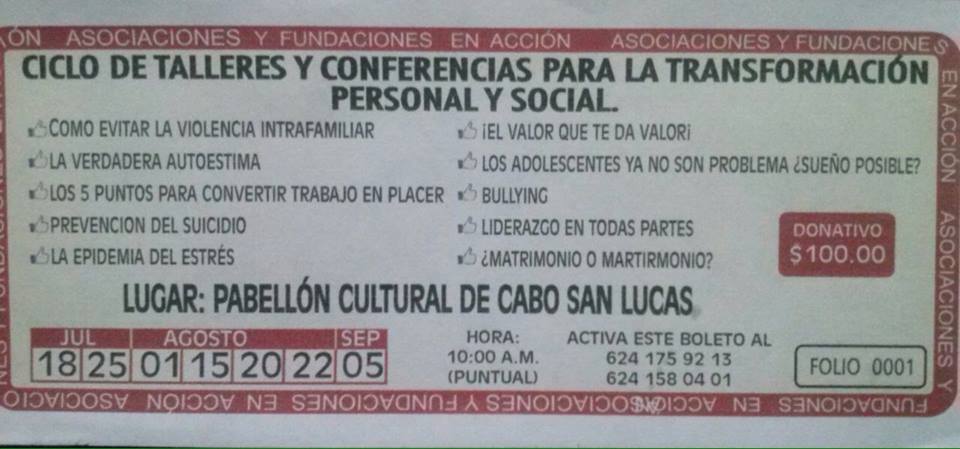 IÓN ASOCIACIONES Y FUNDACIONES EN ACCIÓN ASOCIACIONES Y FUNDACIONES
EN ACCIÓN ASOCIACIONES Y
CICLO DE TALLERES Y CONFERENCIAS PARA LA TRANSFORMACIÓN
PERSONAL Y SOCIAL.
COMO EVITAR LA VIOLENCIA INTRAFAMILIAR
LA VERDADERA AUTOESTIMA
LOS 5 PUNTOS PARA CONVERTIR TRABAJO EN PLACER
PREVENCION DEL SUICIDIO
LA EPIDEMIA DEL ESTRÉS
¡EL VALOR QUE TE DA VALOR¡
LOS ADOLESCENTES YA NO SON PROBLEMA ¿SUEÑO POSIBLE?
BULLYING
LIDERAZGO EN TODAS PARTES
¿MATRIMONIO O MARTIRMONIO?
DONATIVO
$100.00
LUGAR: PABELLÓN CULTURAL DE CABO SAN LUCAS
JUL AGOSTO SEP
18 25 01 15 20 22 05
HORA:
10:00 A.M.
(PUNTUAL)
ACTIVA ESTE BOLETO AL
624 175 92 13
624 158 04 01
FOLIO 0001
FUNDACIONES EN ACCIÓN ASOCIACIONES Y FUNDACIONES EN ACCIÓN ASOCIACIO